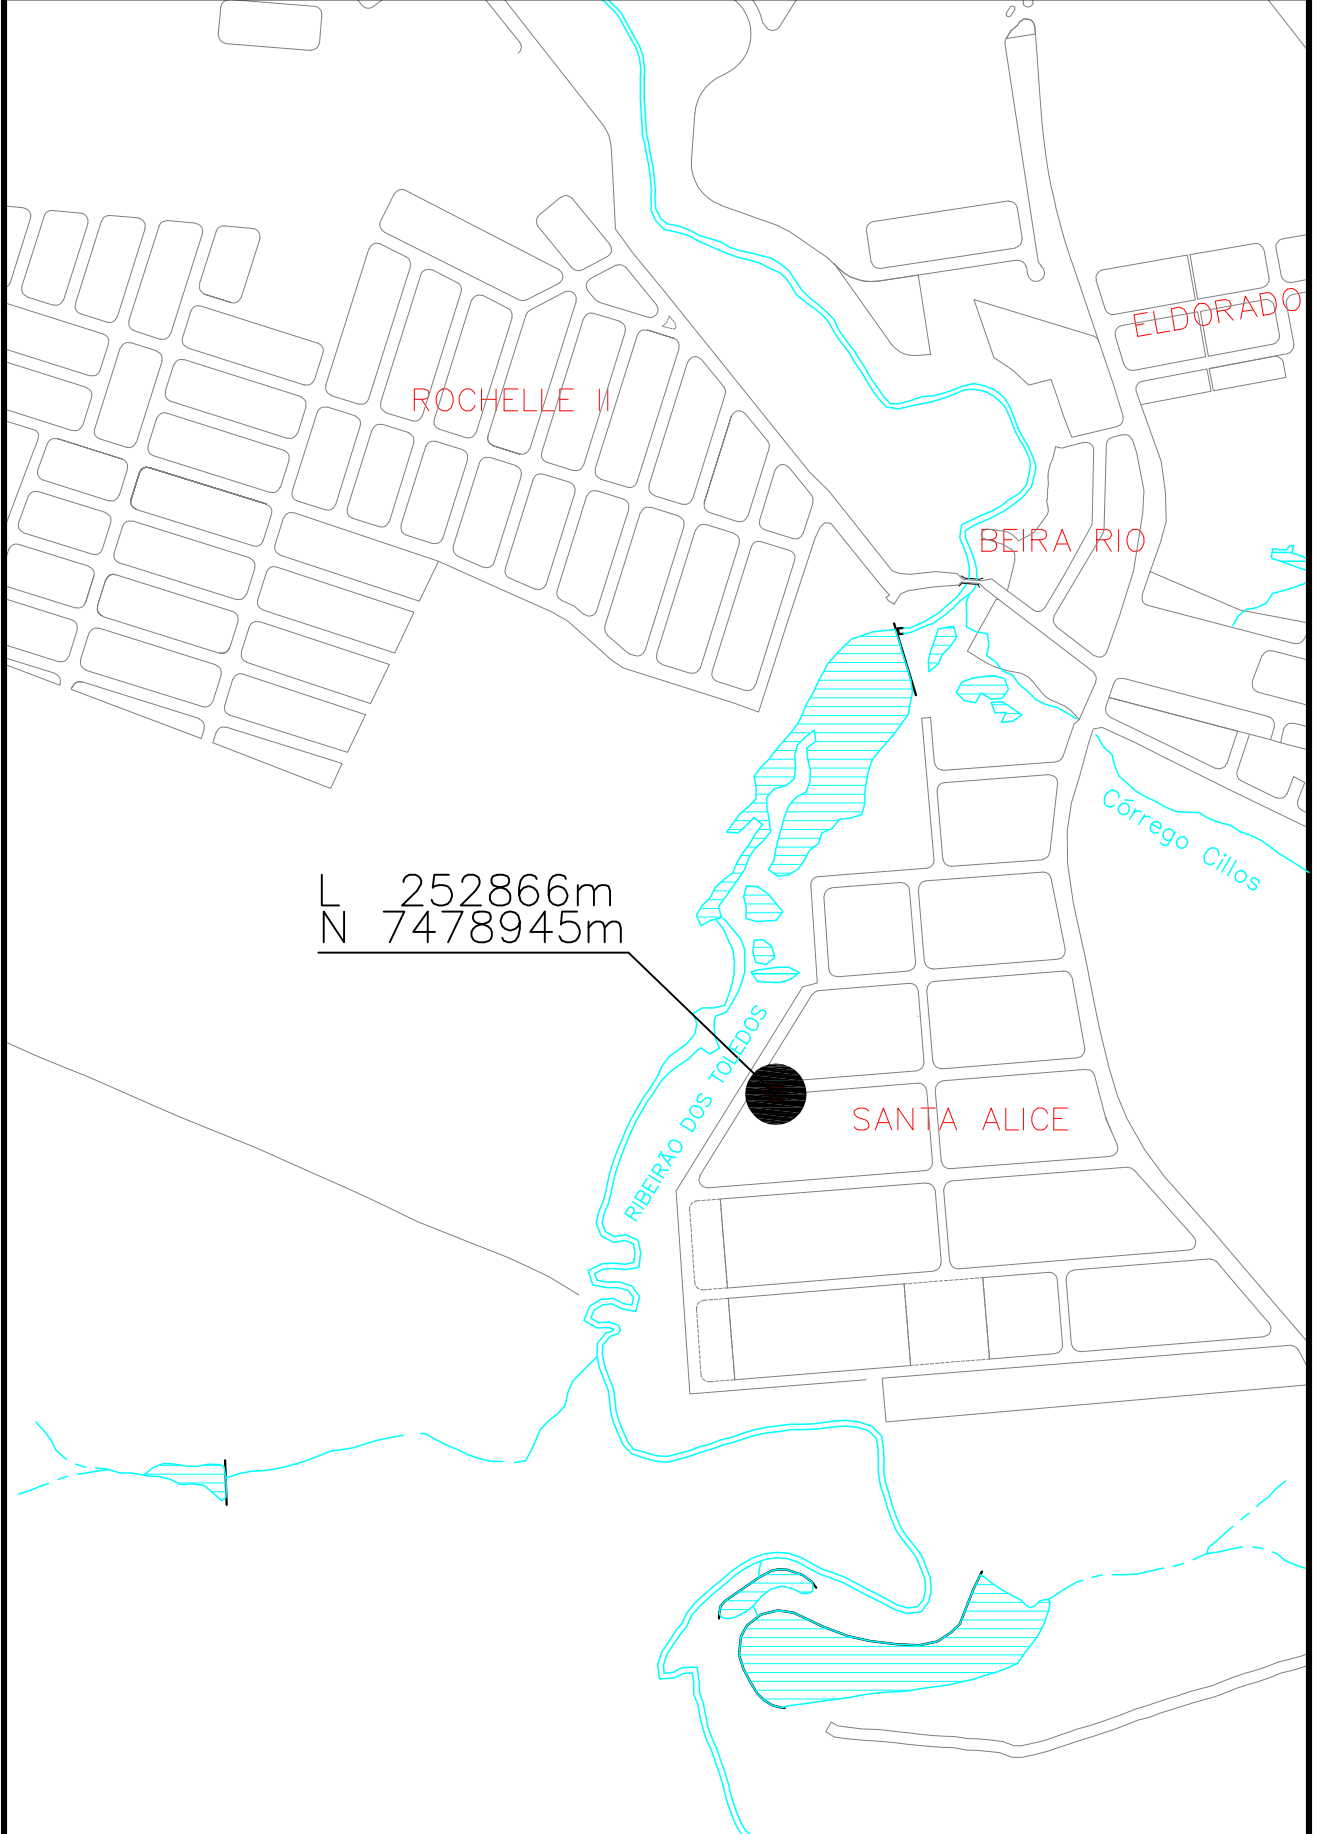 ELDORADO
ROCHELLE II
BEIRA RIO
Córrego Cillos
L 252866m
N 7478945m
RIBEIRÃO DOS TOLEDOS
SANTA ALICE